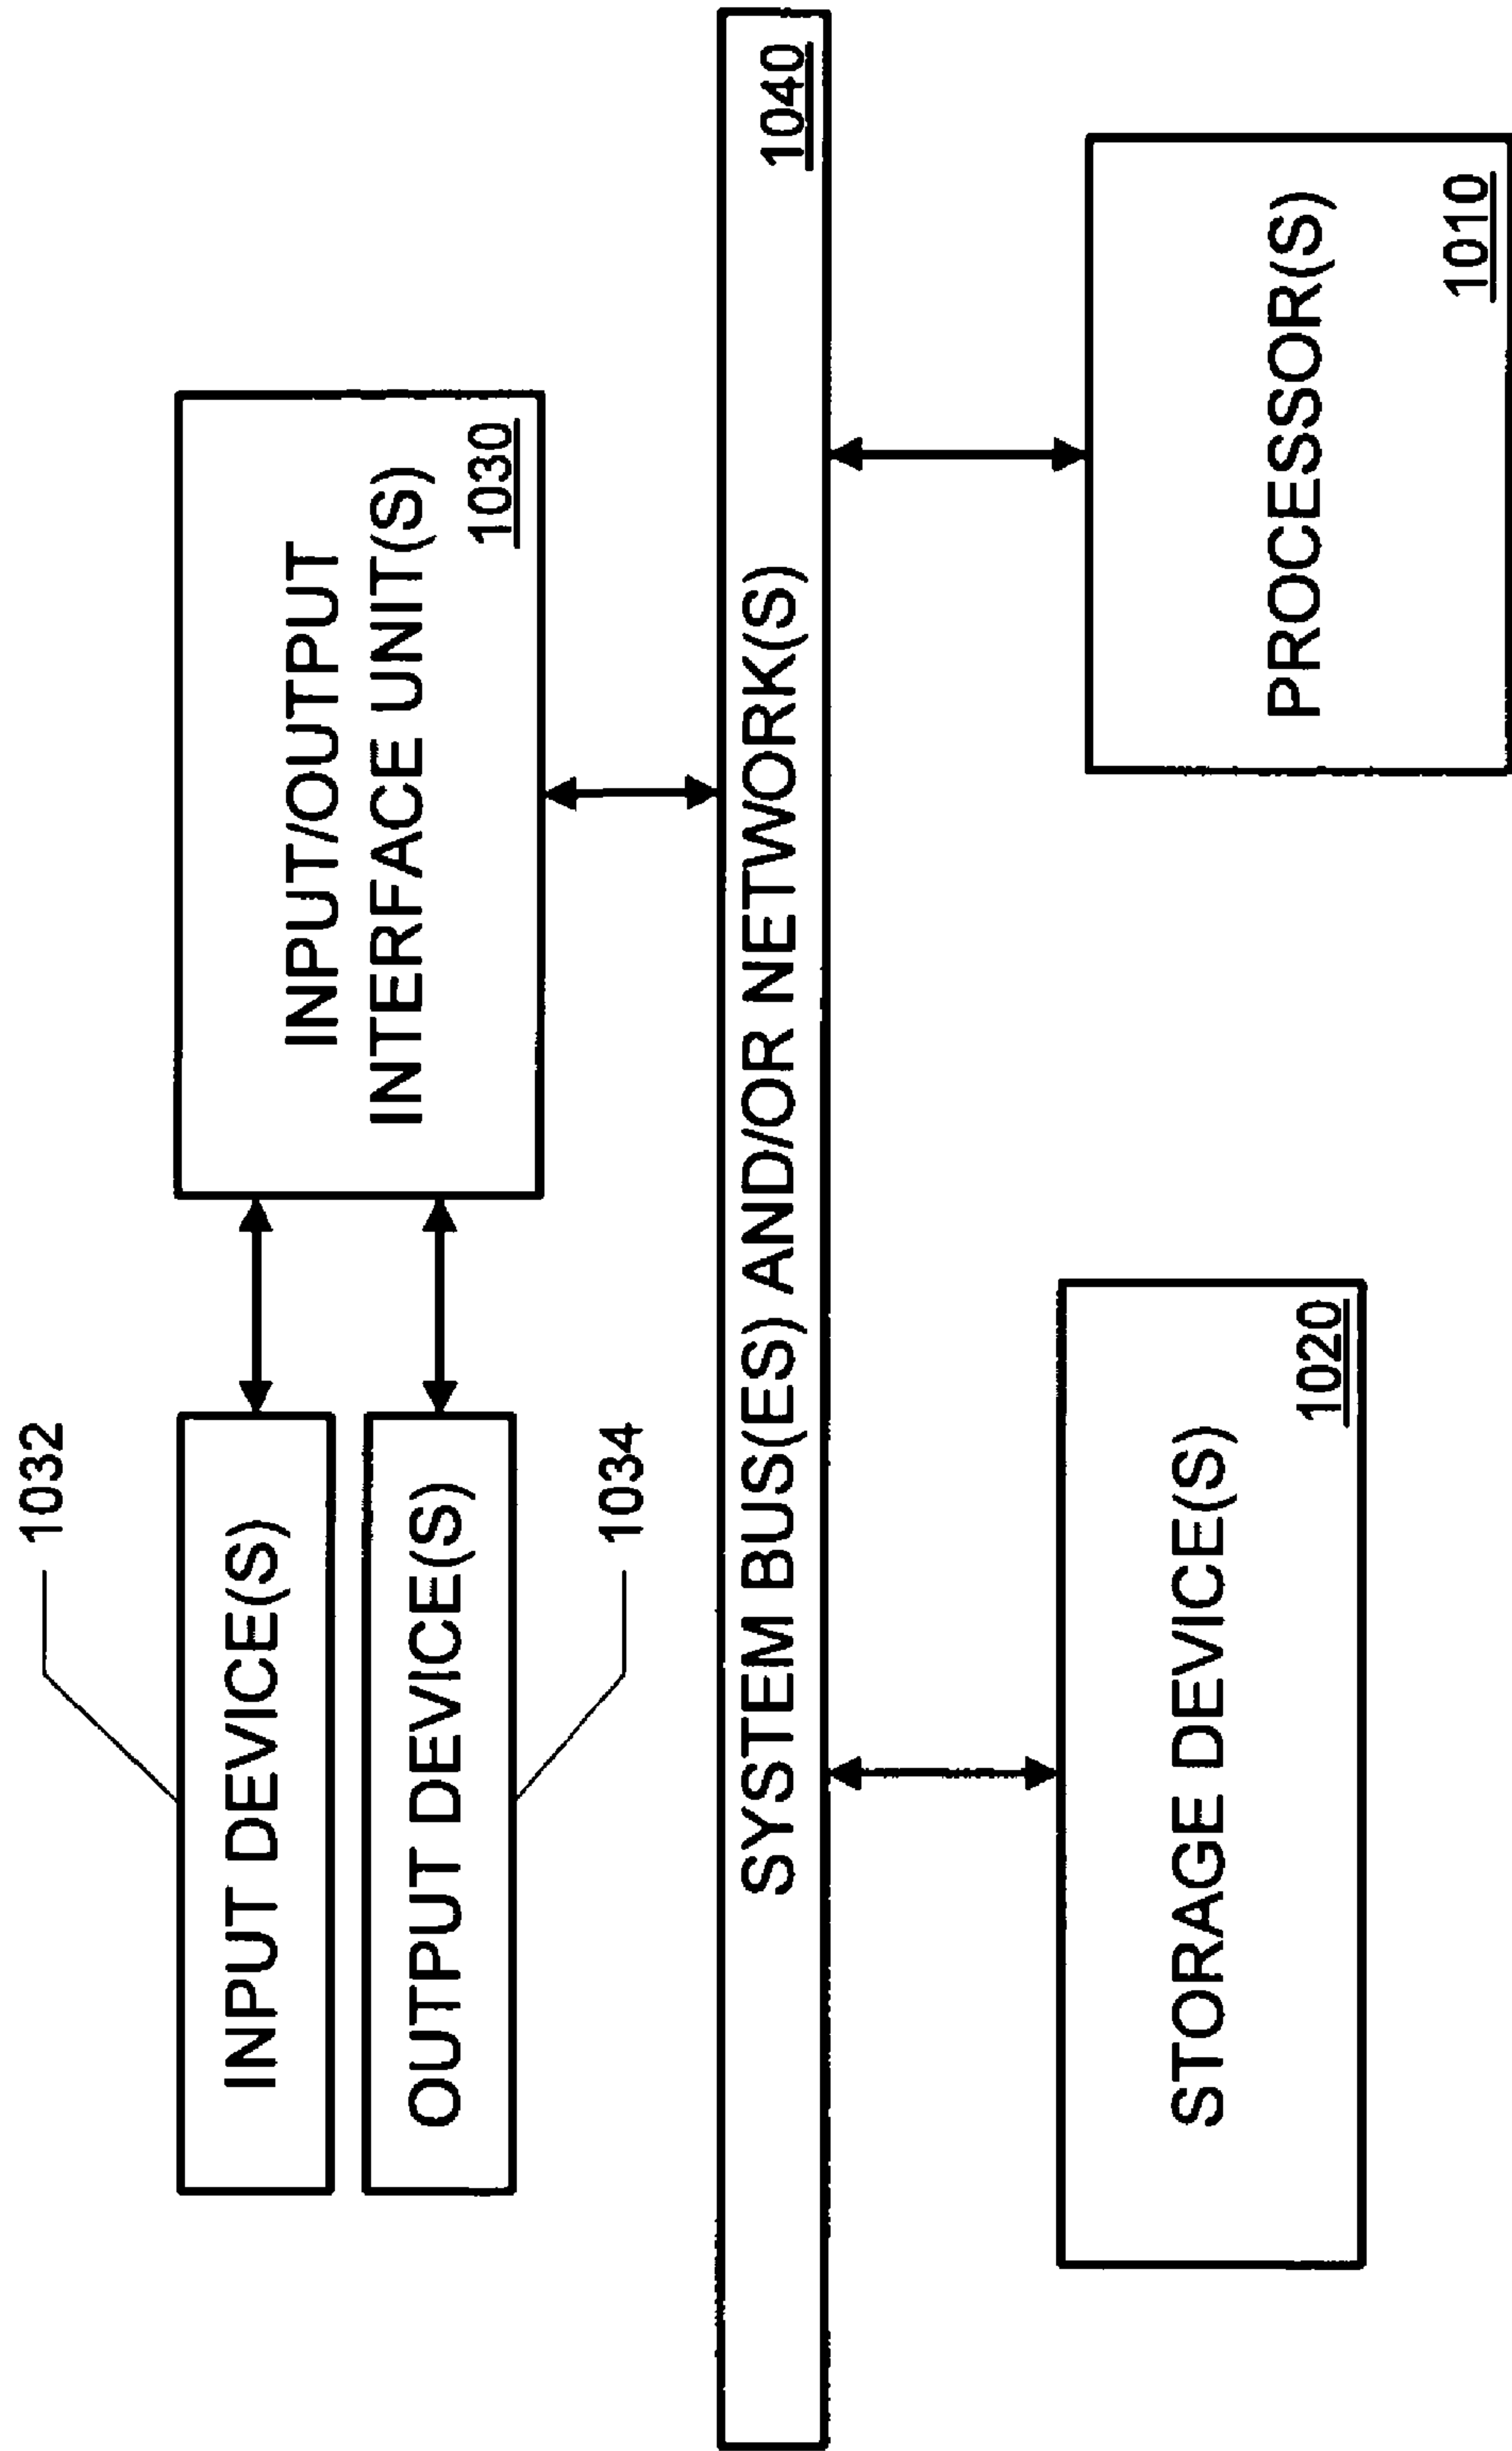 1032
INPUT DEVICE(S)
OUTPUT DEVICE(S)
1034
INPUT/OUTPUT
INTERFACE UNIT(S)
1030
SYSTEM BUS(ES) AND/OR NETWORK(S)
1040
STORAGE DEVICE(S)
1020
PROCESSOR(S)
1010